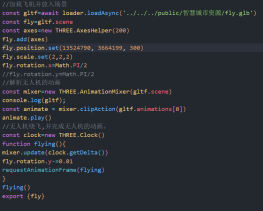 //加载飞机并放入场景
const gltf=await loader.loadAsync('../../../public/智慧城市资源/fly.glb')
const fly=gltf.scene
const axes=new THREE.AxesHelper(200)
fly.add(axes)
fly.position.set(13524790, 3664199, 300)
fly.scale.set(2,2,2)
fly.rotation.x=Math.PI/2
//fly.rotation.y=Math.PI/2
//解析无人机的动画
const mixer=new THREE.AnimationMixer(gltf.scene)
console.log(gltf);
const animate = mixer.clipAction(gltf.animations[0])
animate.play()
//无人机绕飞,并完成无人机的动画。
const clock=new THREE.Clock()
function flying(){
mixer.update(clock.getDelta())
fly.rotation.y-=0.01
requestAnimationFrame(flying)
}
flying()
export {fly}